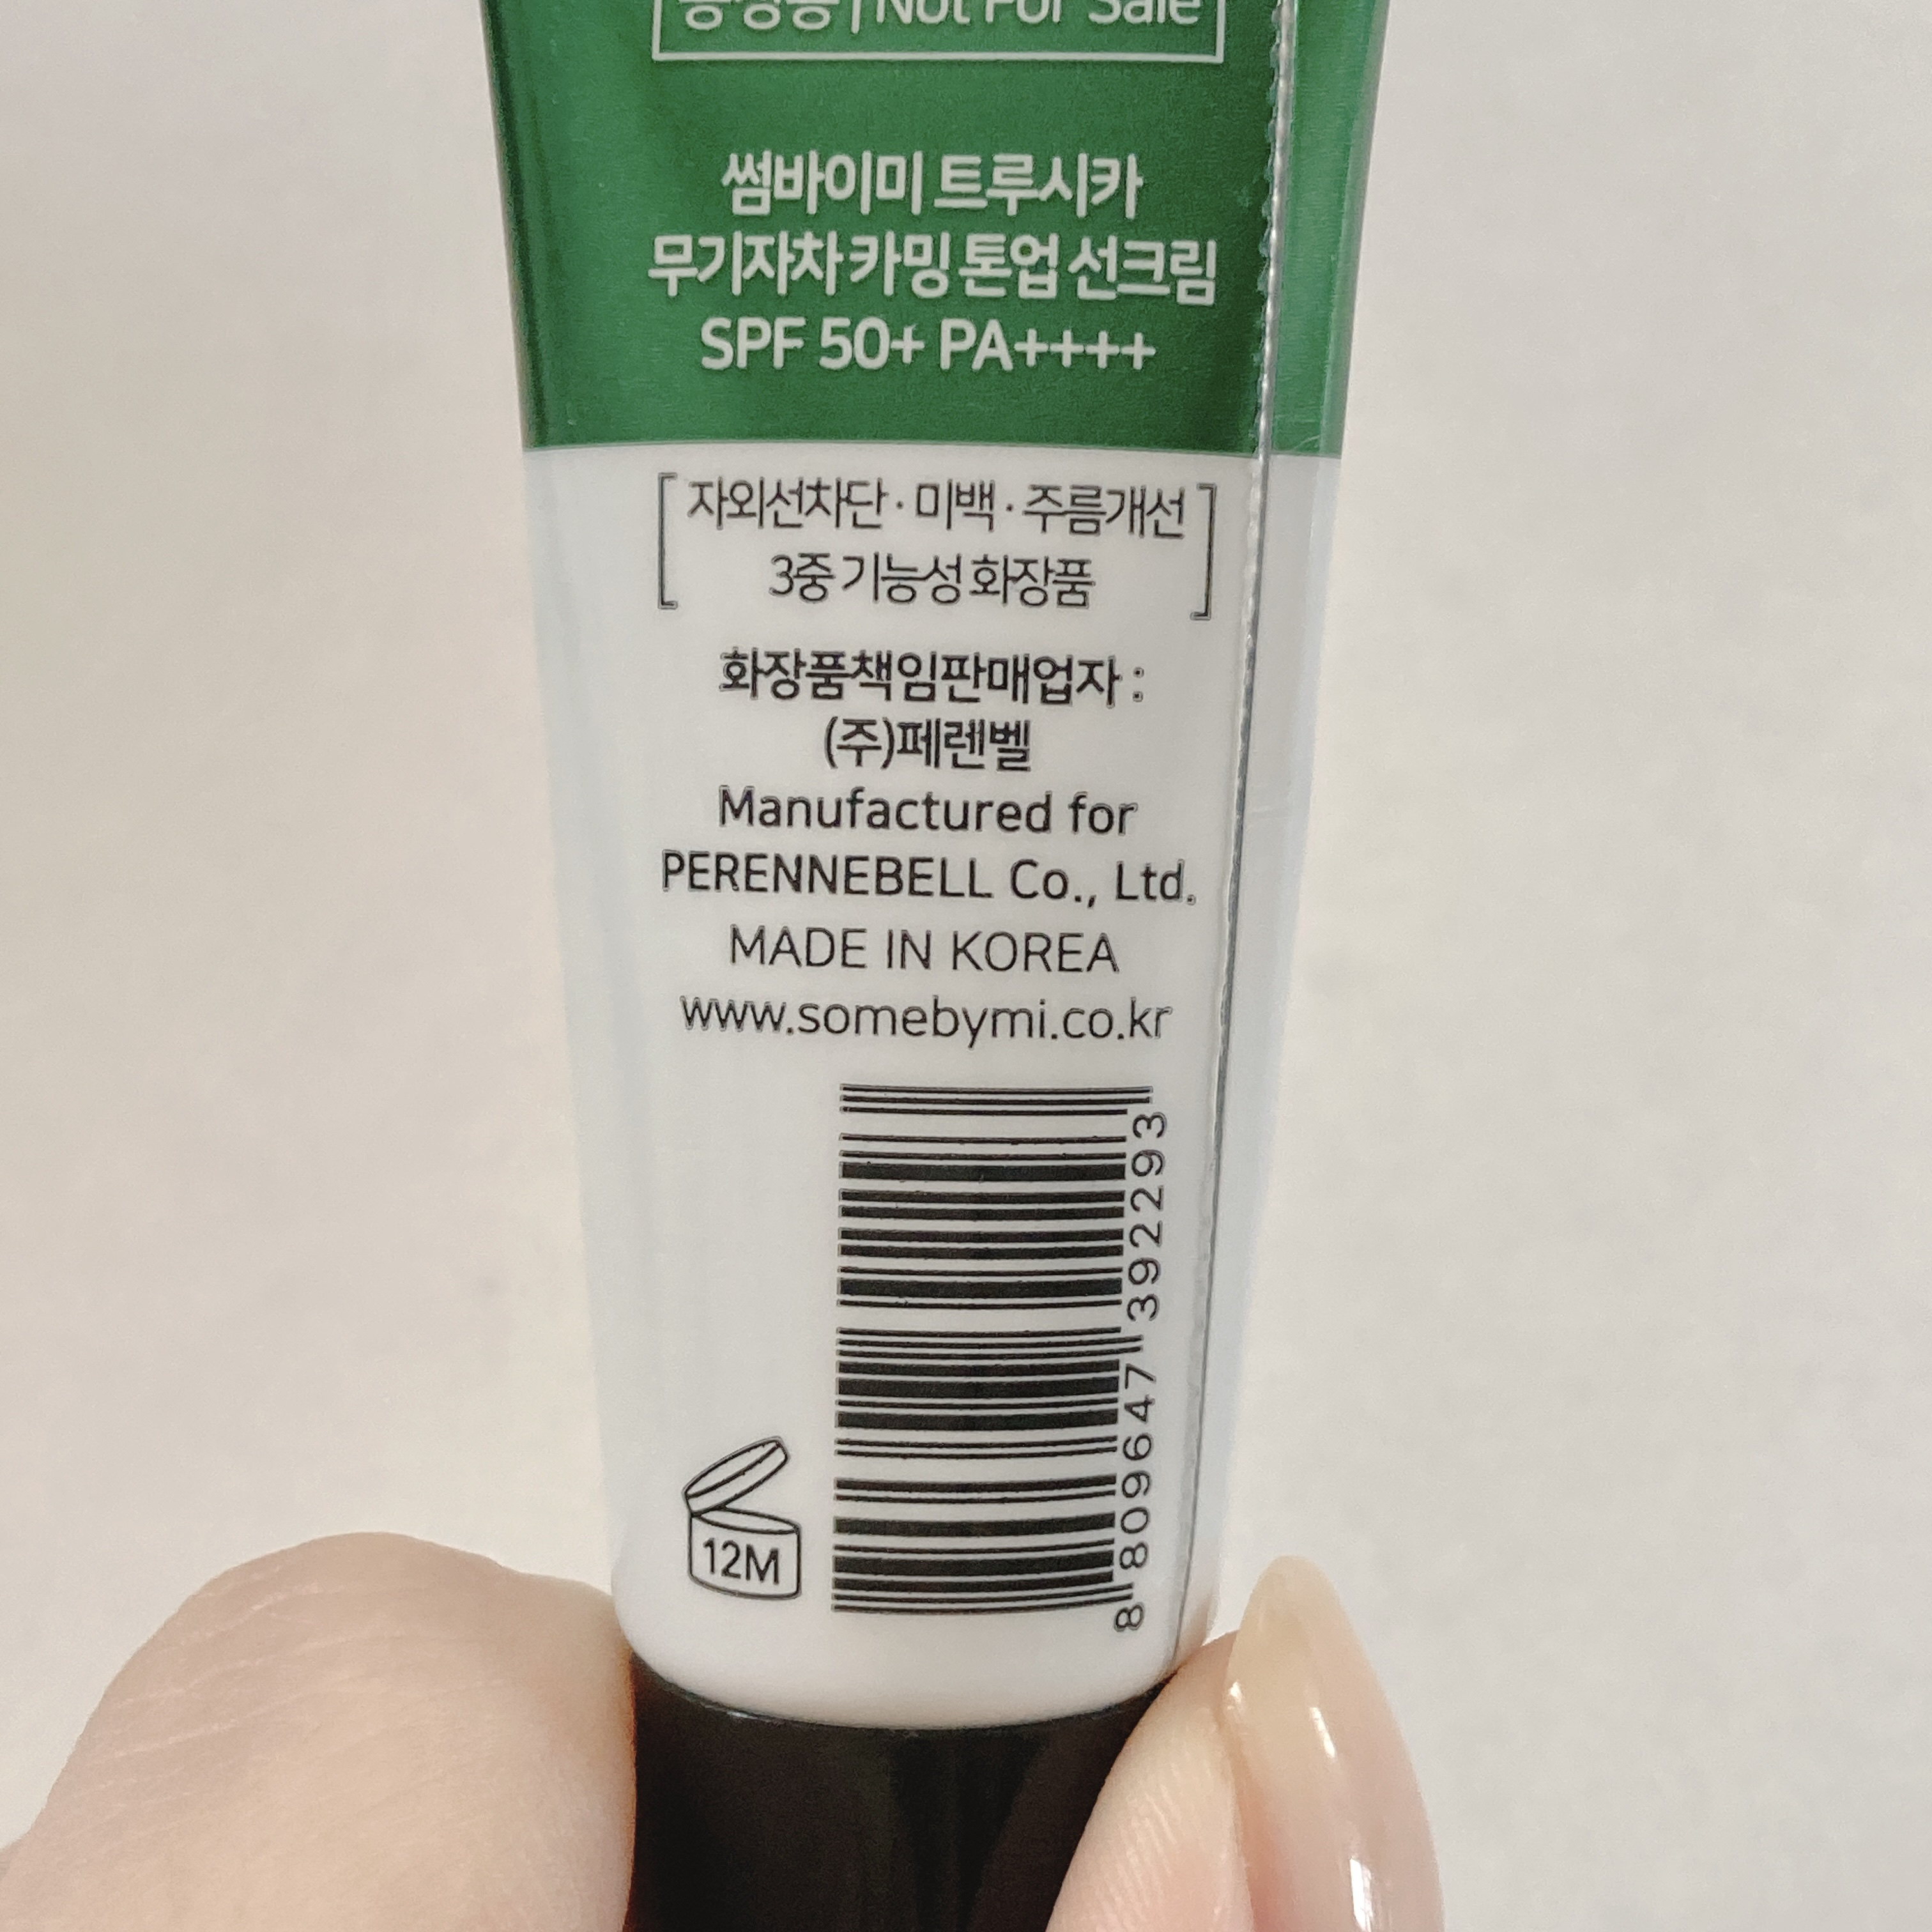 증정용 | Not For Sale
썸바이미 트루시카
무기자차 카밍 톤업 선크림
SPF 50+ PA++++
자외선차단 · 미백 · 주름개선
3중 기능성 화장품
화장품책임판매업자 :
(주)페렌벨
Manufactured for
PERENNEBELL Co., Ltd.
MADE IN KOREA
www.somebymi.co.kr
12M
8 809647 392293